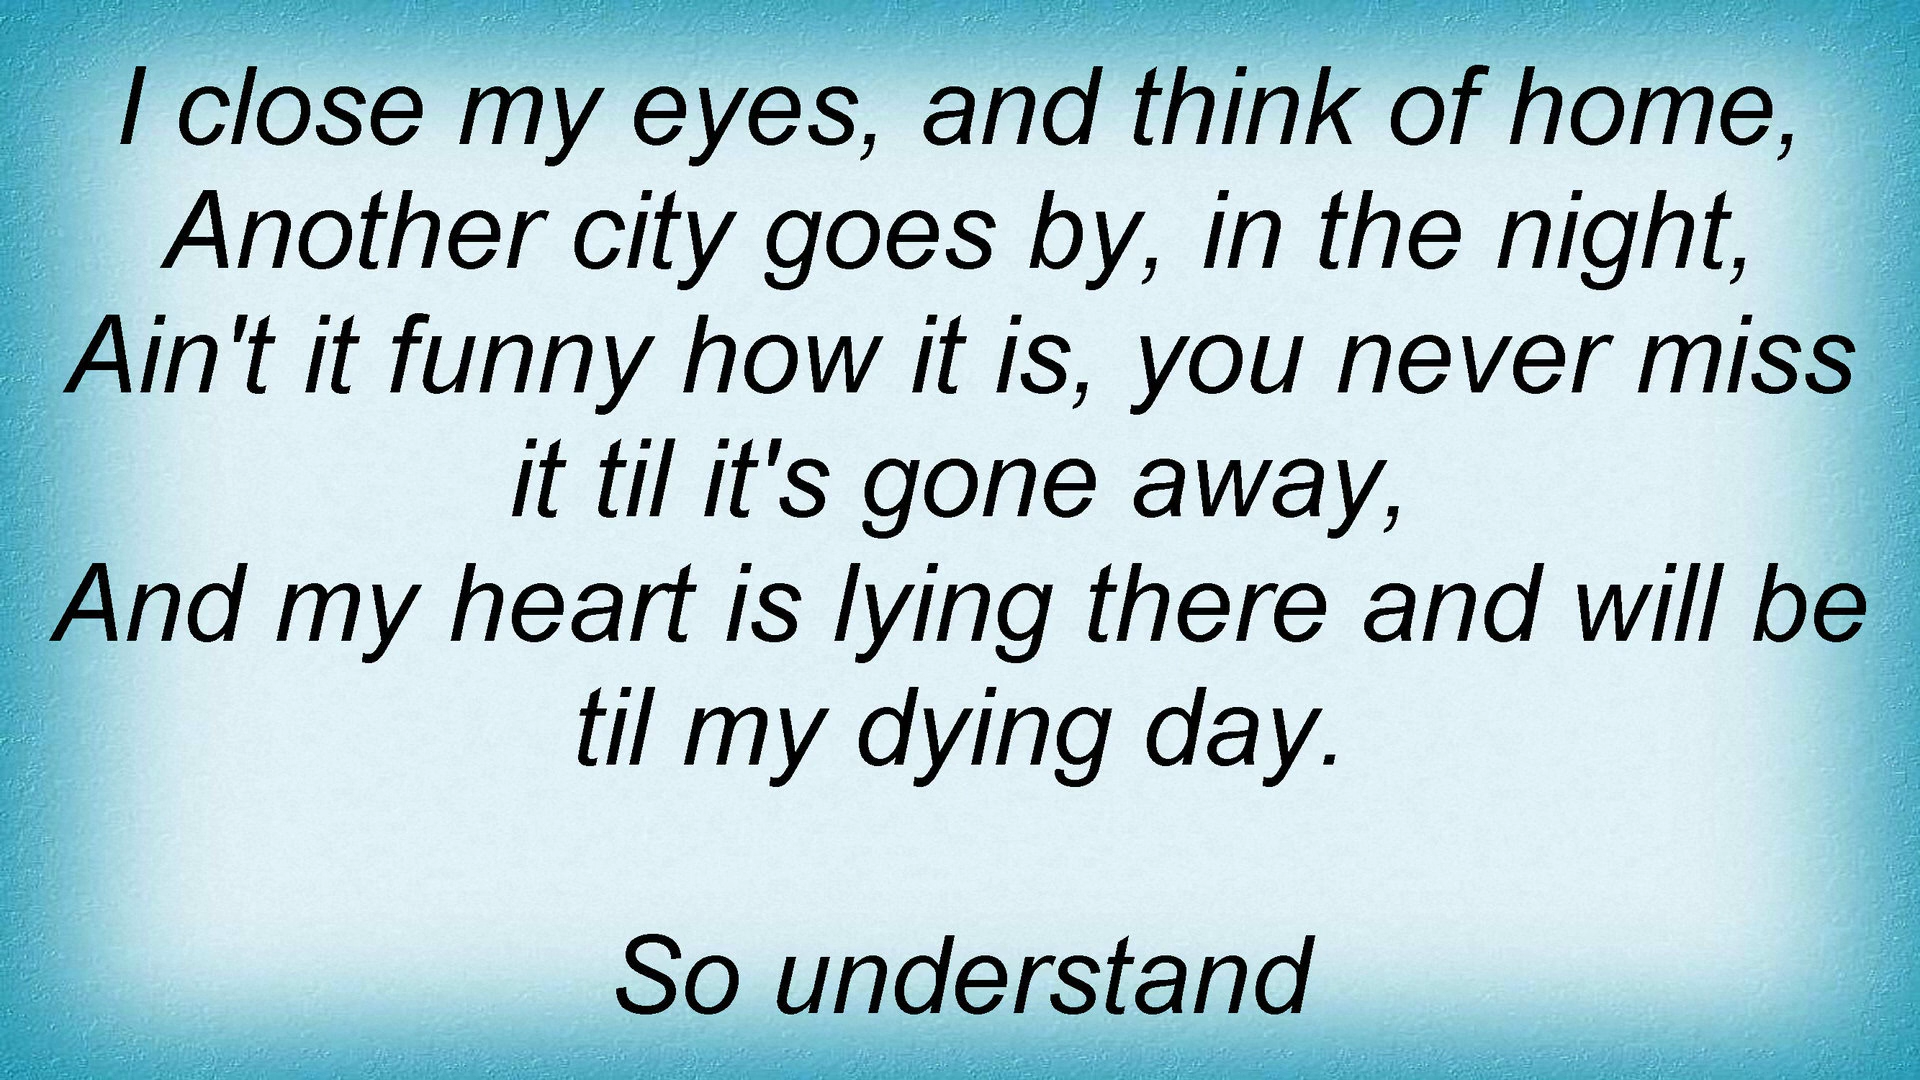 I close my eyes, and think of home,
Another city goes by, in the night,
Ain't it funny how it is, you never miss
it til it's gone away,
And my heart is lying there and will be
til my dying day.
So understand